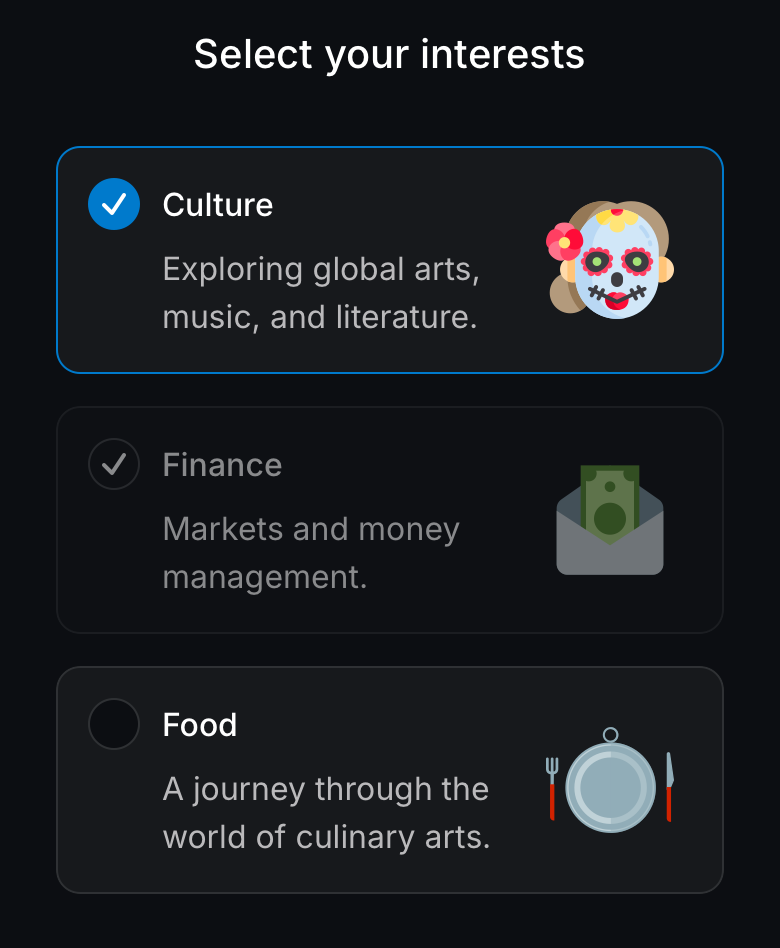 Select your interests
Culture
Exploring global arts,
music, and literature.
Finance
Markets and money
management.
Food
A journey through the
world of culinary arts.